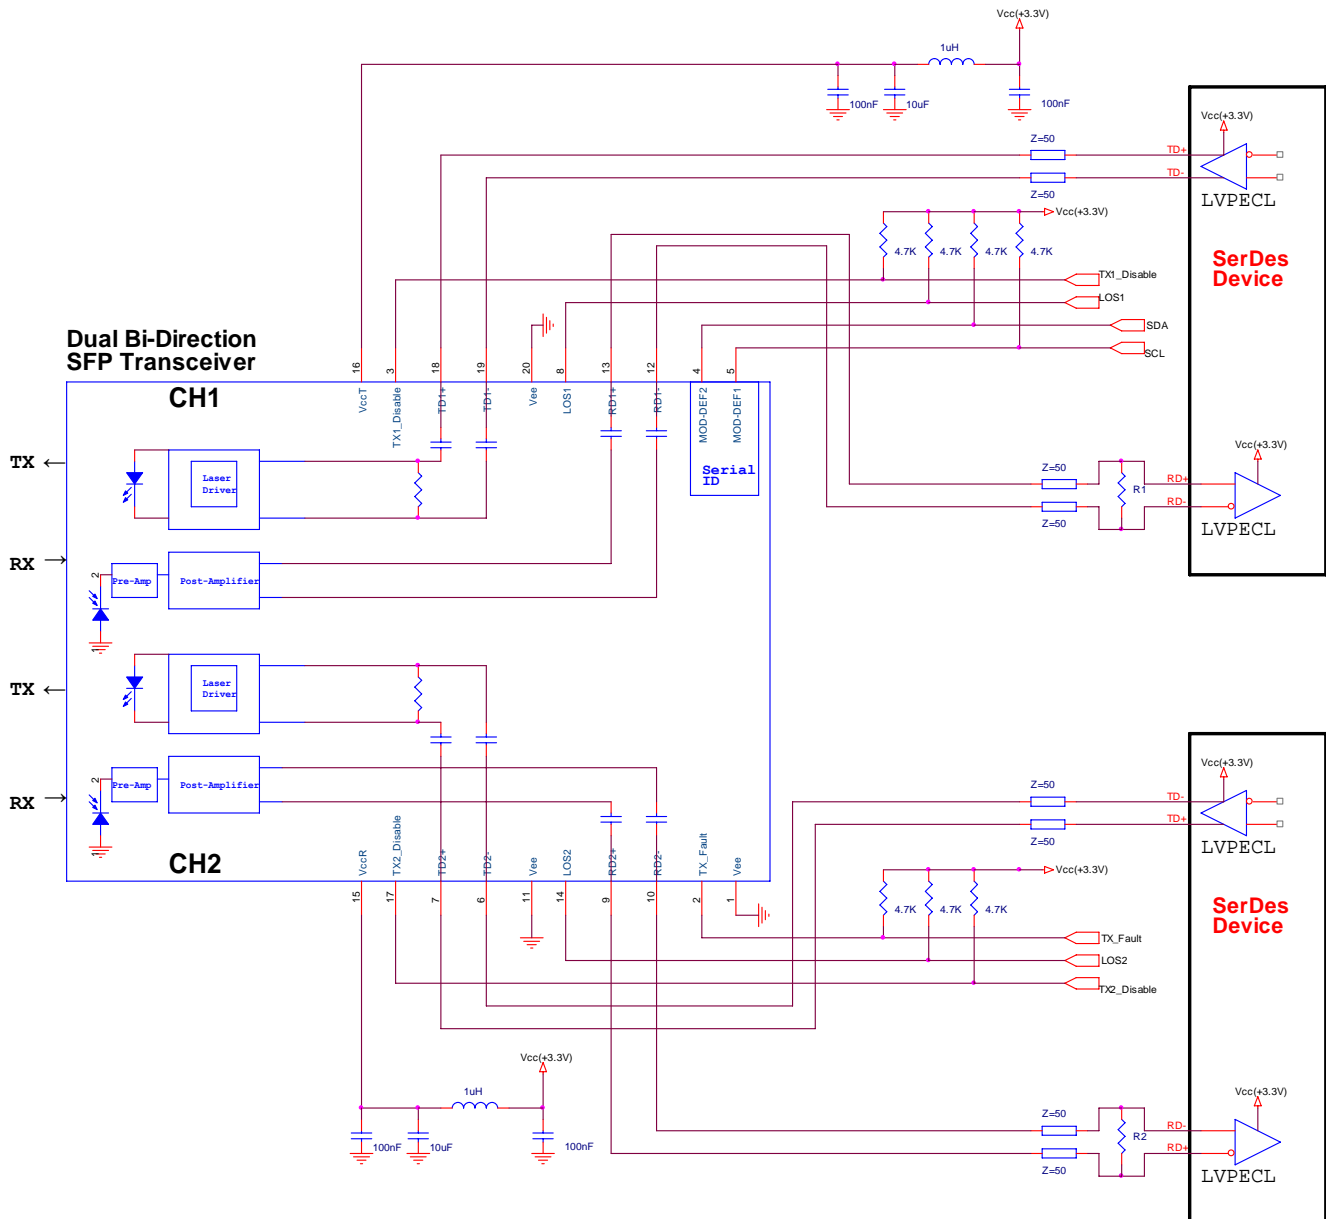 Vcc(+3.3V)
1uH
100nF
10uF
100nF
Vcc(+3.3V)
Z=50
TD+
TD-
Z=50
LVPECL
Vcc(+3.3V)
4.7K
4.7K
4.7K
4.7K
SerDes
Device
TX1_Disable
LOS1
SDA
SCL
Dual Bi-Direction
SFP Transceiver
16
3
18
19
20
8
13
12
4
5
CH1
VccT
TX1_Disable
TD1+
TD1-
Vee
LOS1
RD1+
RD1-
MOD-DEF2
MOD-DEF1
Serial
ID
TX
Laser
Driver
Vcc(+3.3V)
Z=50
RD+
R1
RD-
Z=50
LVPECL
RX
2
Pre-Amp
Post-Amplifier
1
TX
Laser
Driver
RX
2
Pre-Amp
Post-Amplifier
1
CH2
VccR
TX2_Disable
TD2+
TD2-
Vee
LOS2
RD2+
RD2-
TX_Fault
Vee
15
17
7
6
11
14
9
10
2
1
Vcc(+3.3V)
Z=50
TD-
TD+
Z=50
LVPECL
Vcc(+3.3V)
4.7K
4.7K
4.7K
SerDes
Device
TX_Fault
LOS2
TX2_Disable
Vcc(+3.3V)
1uH
100nF
10uF
100nF
Vcc(+3.3V)
Z=50
RD-
R2
RD+
Z=50
LVPECL